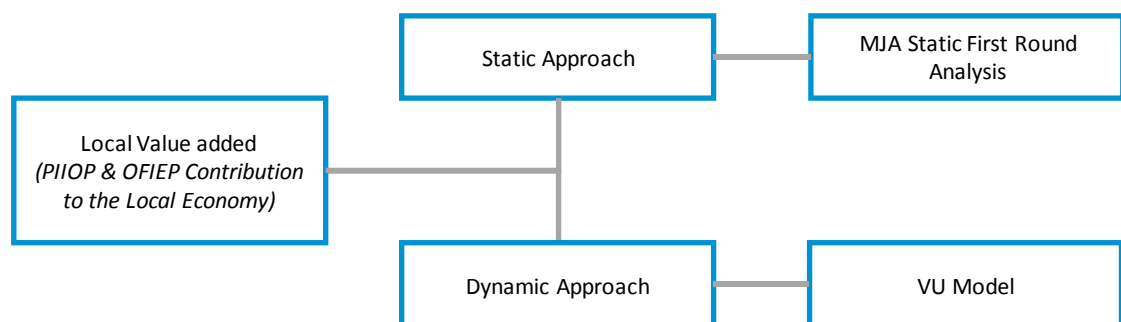 Static Approach
MJA Static First Round
Analysis
Local Value added
(PIIOP & OFIEP Contribution
to the Local Economy)
Dynamic Approach
VU Model